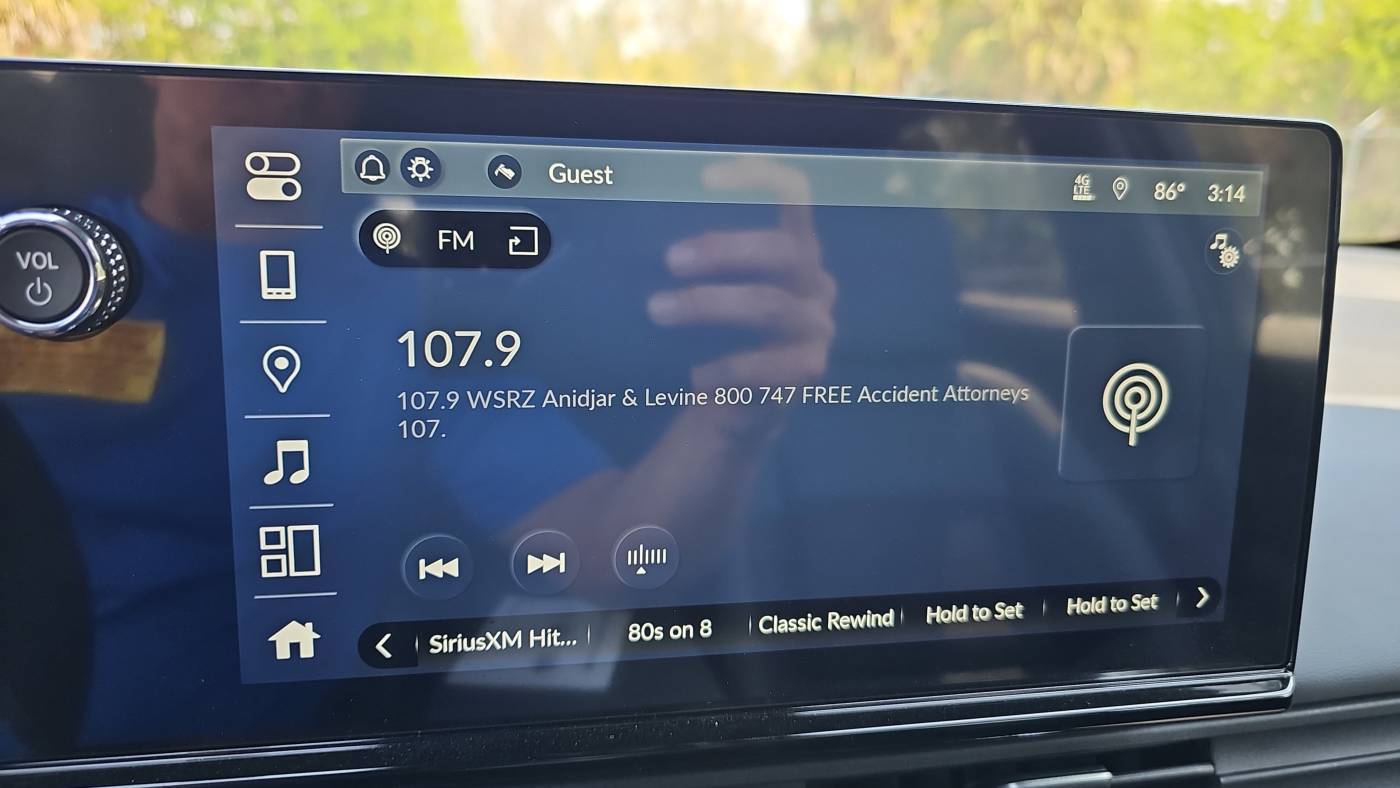 VOL
Guest
4G
LTE
86°
3:14
FM
107.9
107.9 WSRZ Anidjar & Levine 800 747 FREE Accident Attorneys
107.
SiriusXM Hit...
80s on 8
Classic Rewind
Hold to Set
Hold to Set